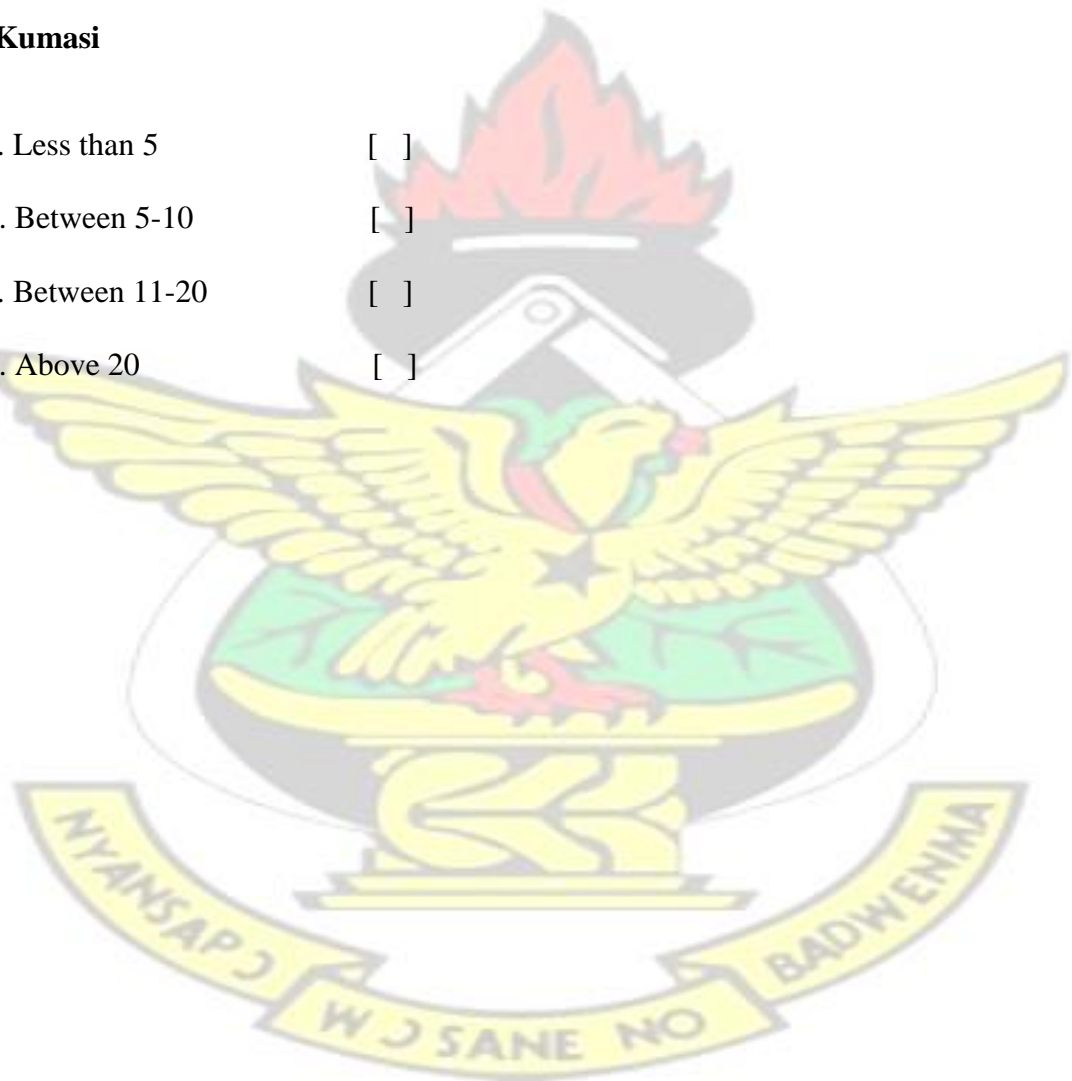 Kumasi
. Less than 5 [ ]
. Between 5-10 [ ]
. Between 11-20 [ ]
. Above 20 [ ]
NYANSAPƆ
WƆSANE NO
BADWENMA